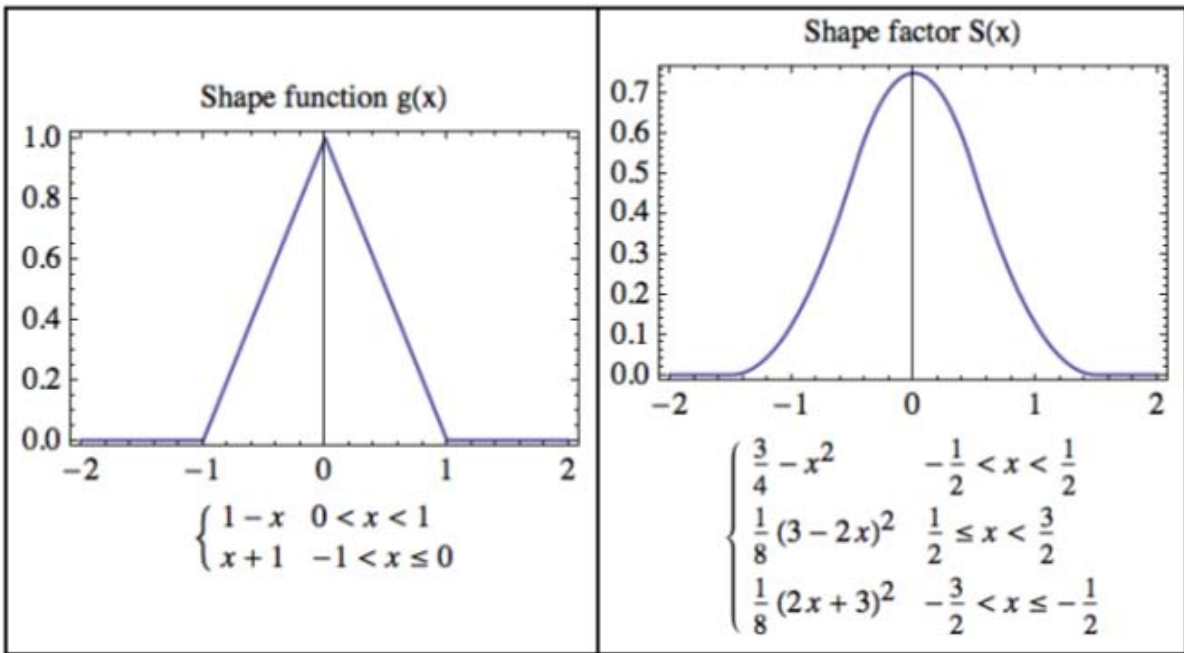 Shape function g(x)
1.0
0.8
0.6
0.4
0.2
0.0
−2 −1 0 1 2
{ 1 − x 0 < x < 1
x + 1 −1 < x ≤ 0
Shape factor S(x)
0.7
0.6
0.5
0.4
0.3
0.2
0.1
0.0
−2 −1 0 1 2
{ 3/4 − x² −1/2 < x < 1/2
1/8 (3 − 2x)² 1/2 ≤ x < 3/2
1/8 (2x + 3)² −3/2 < x ≤ −1/2